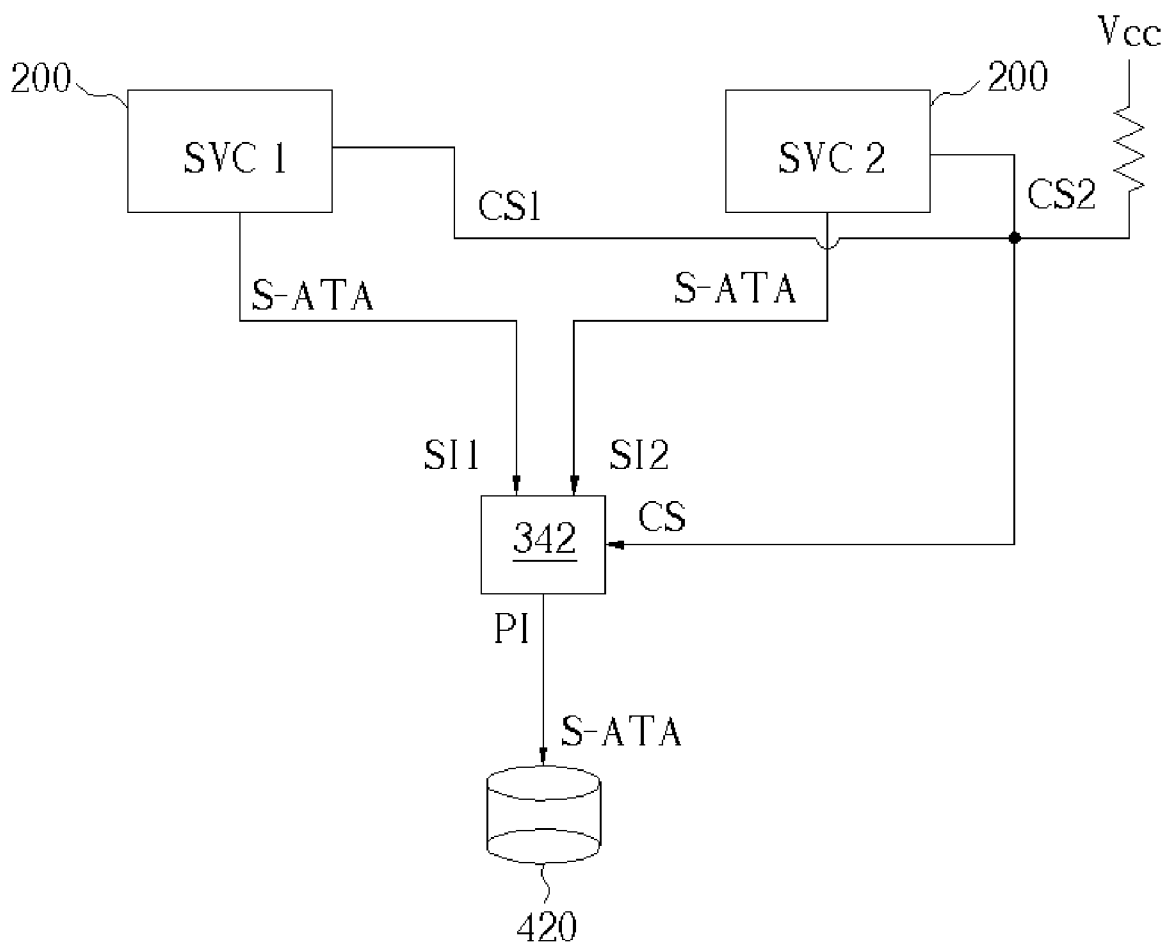 Vcc
200
200
SVC 1
SVC 2
CS1
CS2
S-ATA
S-ATA
SI1
SI2
CS
342
PI
S-ATA
420